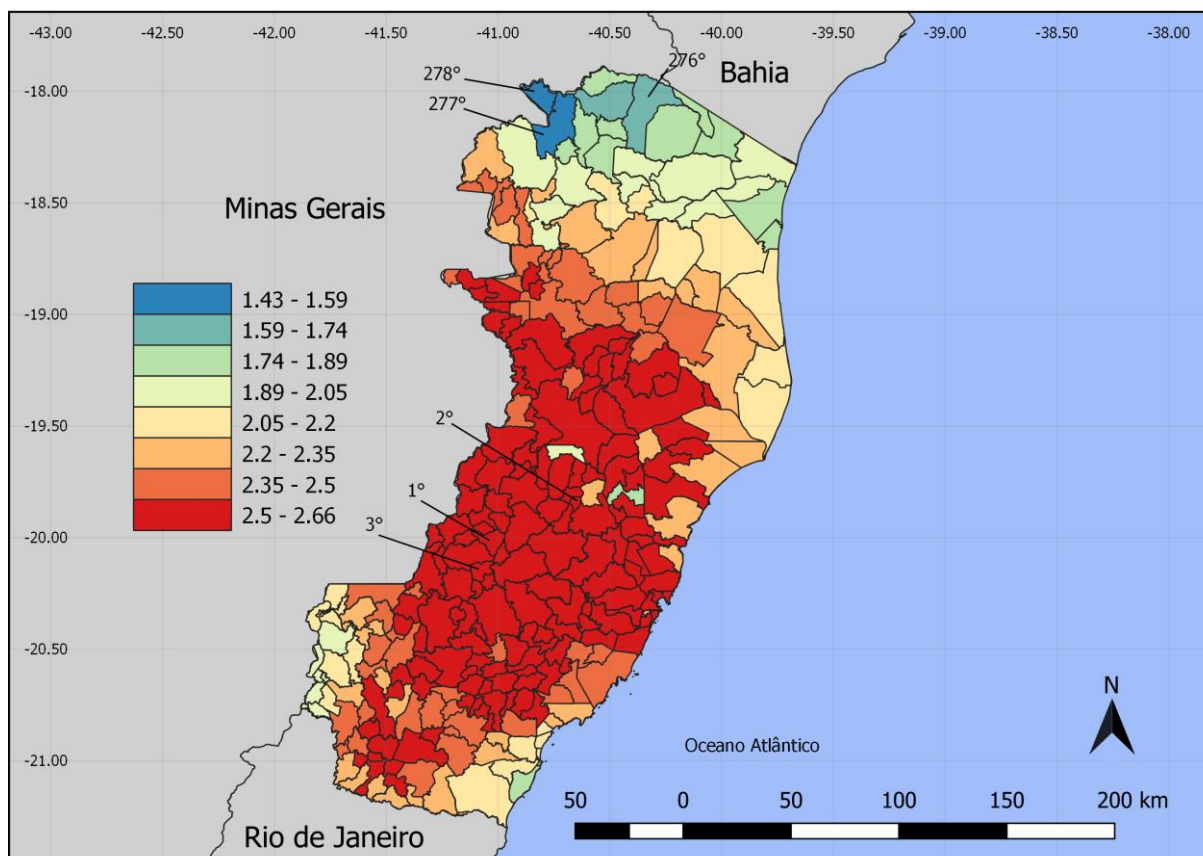 -43.00 -42.50 -42.00 -41.50 -41.00 -40.50 -40.00 -39.50 -39.00 -38.50 -38.00
276°
Bahia
278°
-18.00
277°
-18.50
Minas Gerais
-19.00
1.43 - 1.59
1.59 - 1.74
1.74 - 1.89
1.89 - 2.05
2.05 - 2.2
2.2 - 2.35
2.35 - 2.5
2.5 - 2.66
-19.50
2°
1°
3°
-20.00
-20.50
N
Oceano Atlântico
-21.00
50 0 50 100 150 200 km
Rio de Janeiro